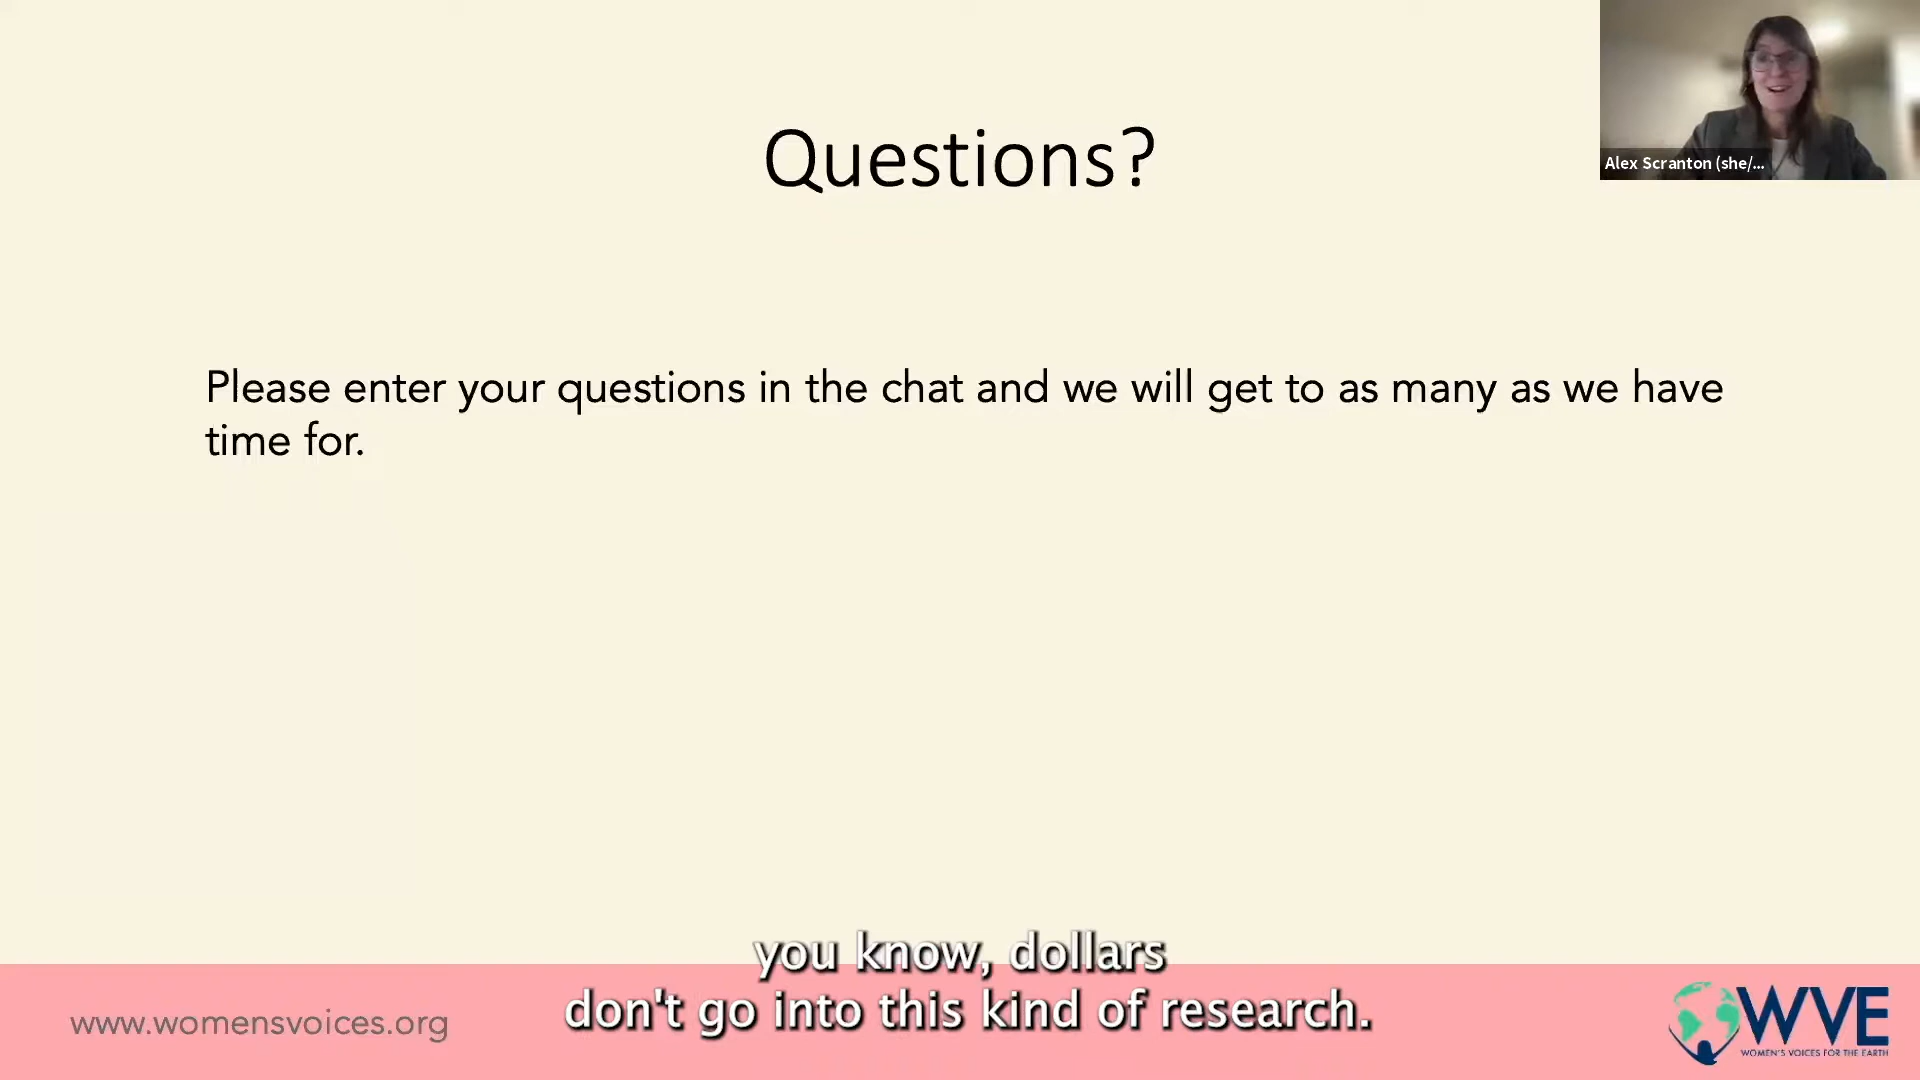 Questions?
Alex Scranton (she/...
Please enter your questions in the chat and we will get to as many as we have
time for.
you know, dollars
don't go into this kind of research.
www.womensvoices.org
WVE
WOMEN'S VOICES FOR THE EARTH